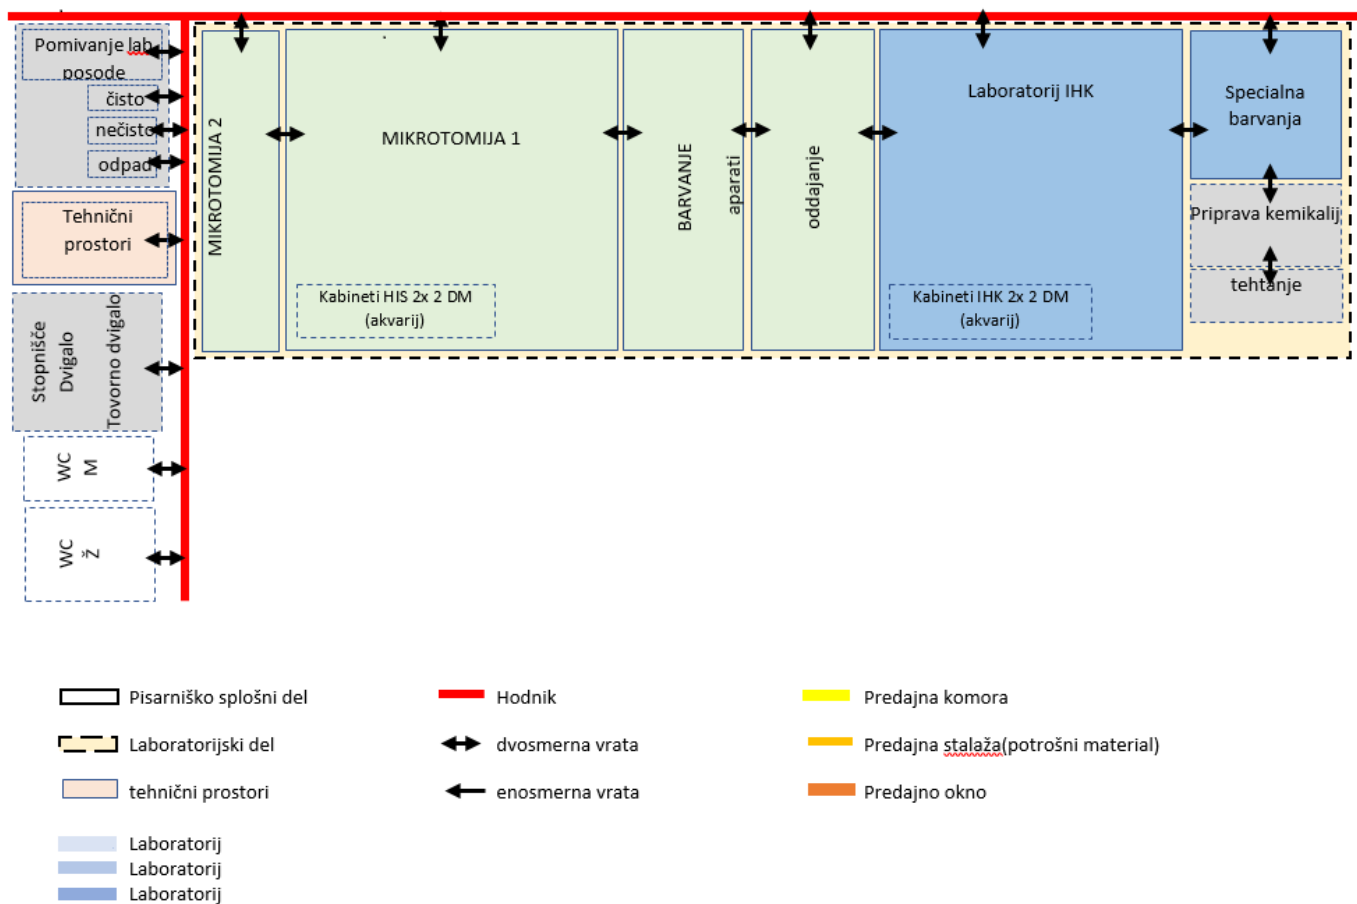 Pomivanje lab.
posode
čisto
nečisto
odpad
Tehnični
prostori
Stopnišče
Dvigalo
Tovorno dvigalo
WC
M
WC
Ž
MIKROTOMIJA 2
MIKROTOMIJA 1
Kabineti HIS 2x 2 DM
(akvarij)
BARVANJE
aparati
oddajanje
Laboratorij IHK
Kabineti IHK 2x 2 DM
(akvarij)
Specialna
barvanja
Priprava kemikalij
tehtanje
Pisarniško splošni del
Hodnik
Predajna komora
Laboratorijski del
dvosmerna vrata
Predajna stalaža(potrošni material)
tehnični prostori
enosmerna vrata
Predajno okno
Laboratorij
Laboratorij
Laboratorij